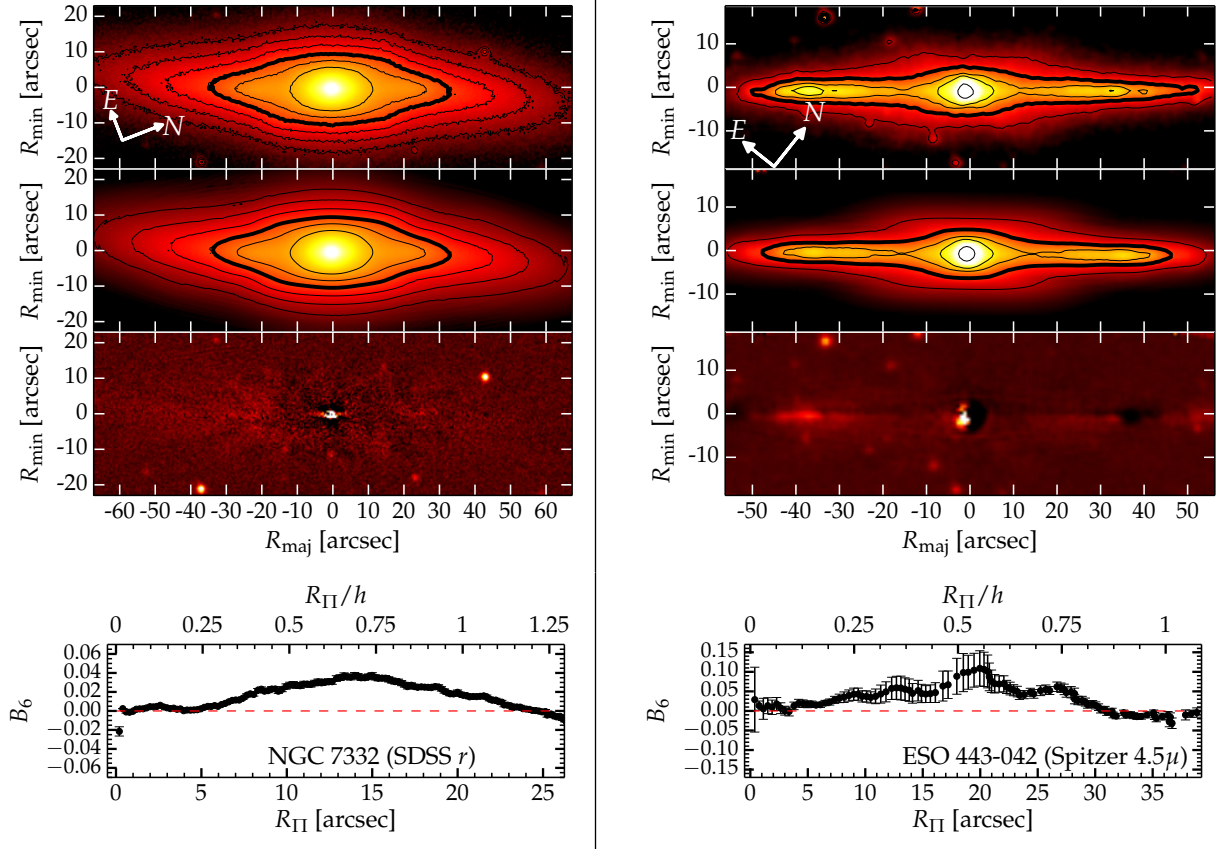 20
10
0
-10
-20
R_min [arcsec]
E
N
20
10
0
-10
-20
R_min [arcsec]
20
10
0
-10
-20
R_min [arcsec]
-60 -50 -40 -30 -20 -10 0 10 20 30 40 50 60
R_maj [arcsec]
R_Π/h
0 0.25 0.5 0.75 1 1.25
0.06
0.04
0.02
0.00
−0.02
−0.04
−0.06
B_6
NGC 7332 (SDSS r)
0 5 10 15 20 25
R_Π [arcsec]
10
0
-10
R_min [arcsec]
E
N
10
0
-10
R_min [arcsec]
10
0
-10
R_min [arcsec]
-50 -40 -30 -20 -10 0 10 20 30 40 50
R_maj [arcsec]
R_Π/h
0 0.25 0.5 0.75 1
0.15
0.10
0.05
0.00
−0.05
−0.10
−0.15
B_6
ESO 443-042 (Spitzer 4.5μ)
0 5 10 15 20 25 30 35
R_Π [arcsec]